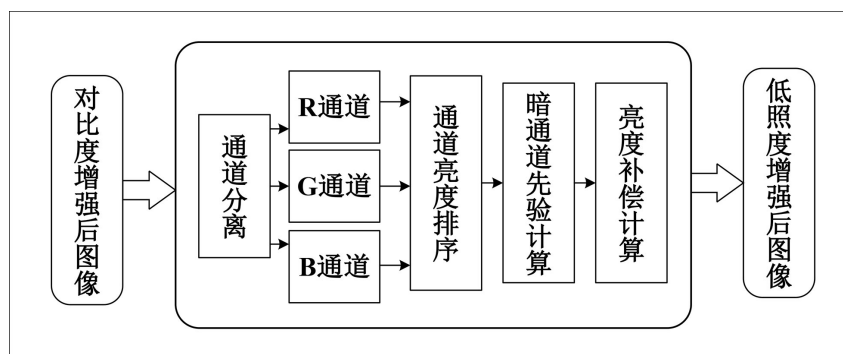 对比度增强后图像
通道分离
R通道
G通道
B通道
通道亮度排序
暗通道先验计算
亮度补偿计算
低照度增强后图像